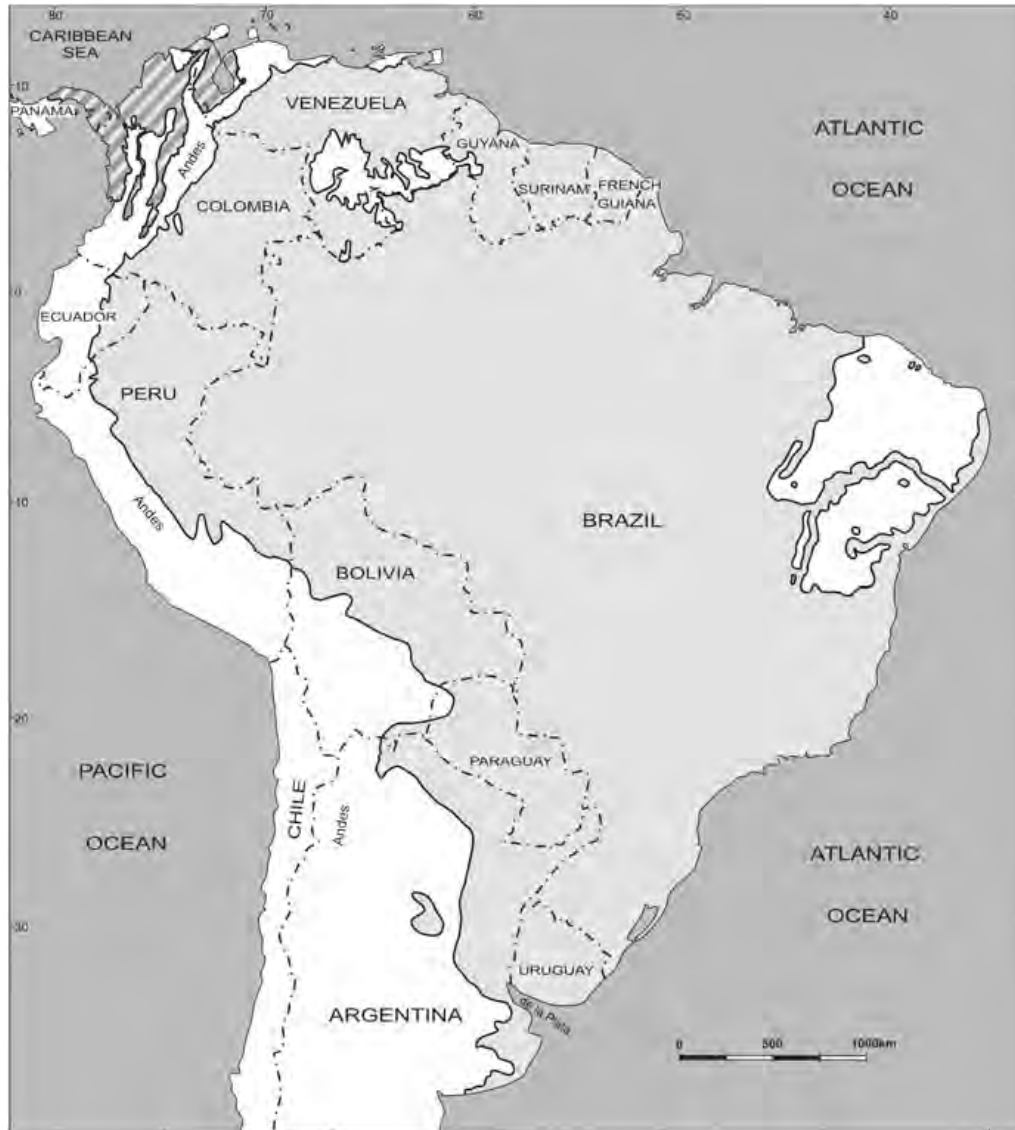 80 70 60 50 40
CARIBBEAN
SEA
10
PANAMA
VENEZUELA
ATLANTIC
OCEAN
GUYANA
Andes
SURINAM
FRENCH
GUIANA
COLOMBIA
0
ECUADOR
PERU
10
Andes
BRAZIL
BOLIVIA
20
PACIFIC
OCEAN
PARAGUAY
CHILE
Andes
ATLANTIC
OCEAN
30
URUGUAY
de la Plata
ARGENTINA
0 500 1000km